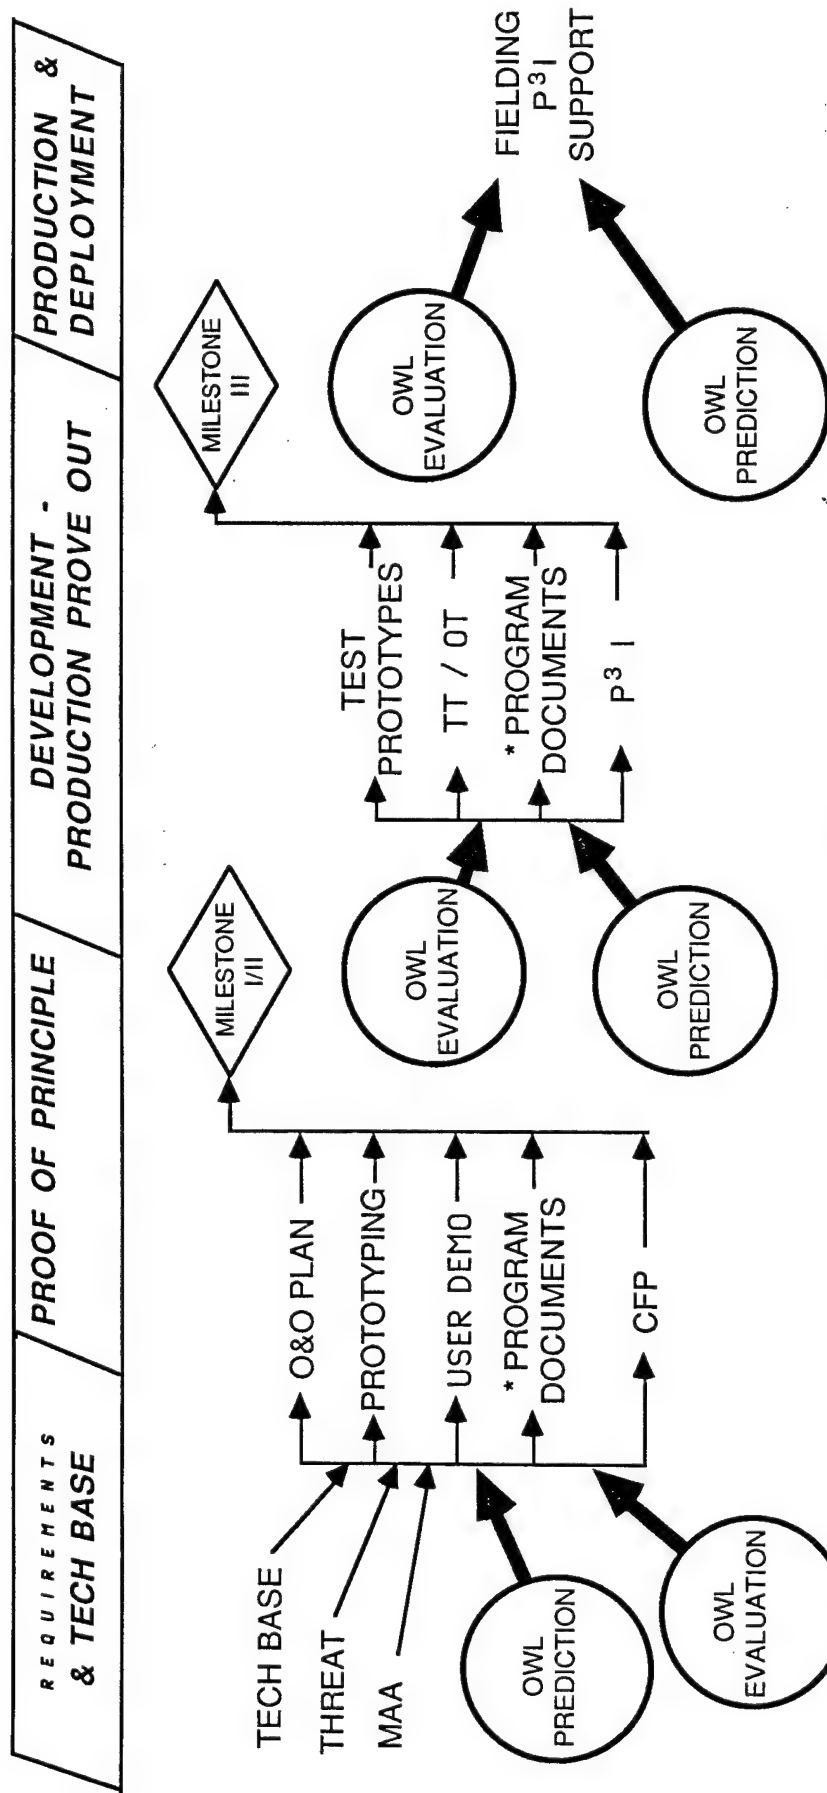 REQUIREMENTS
& TECH BASE
PROOF OF PRINCIPLE
DEVELOPMENT -
PRODUCTION PROVE OUT
PRODUCTION &
DEPLOYMENT
TECH BASE
THREAT
MAA
OWL
PREDICTION
OWL
EVALUATION
O&O PLAN
PROTOTYPING
USER DEMO
* PROGRAM
DOCUMENTS
CFP
MILESTONE
I/II
OWL
EVALUATION
OWL
PREDICTION
TEST
PROTOTYPES
TT / OT
* PROGRAM
DOCUMENTS
P³ I
MILESTONE
III
OWL
EVALUATION
OWL
PREDICTION
FIELDING
P³ I
SUPPORT